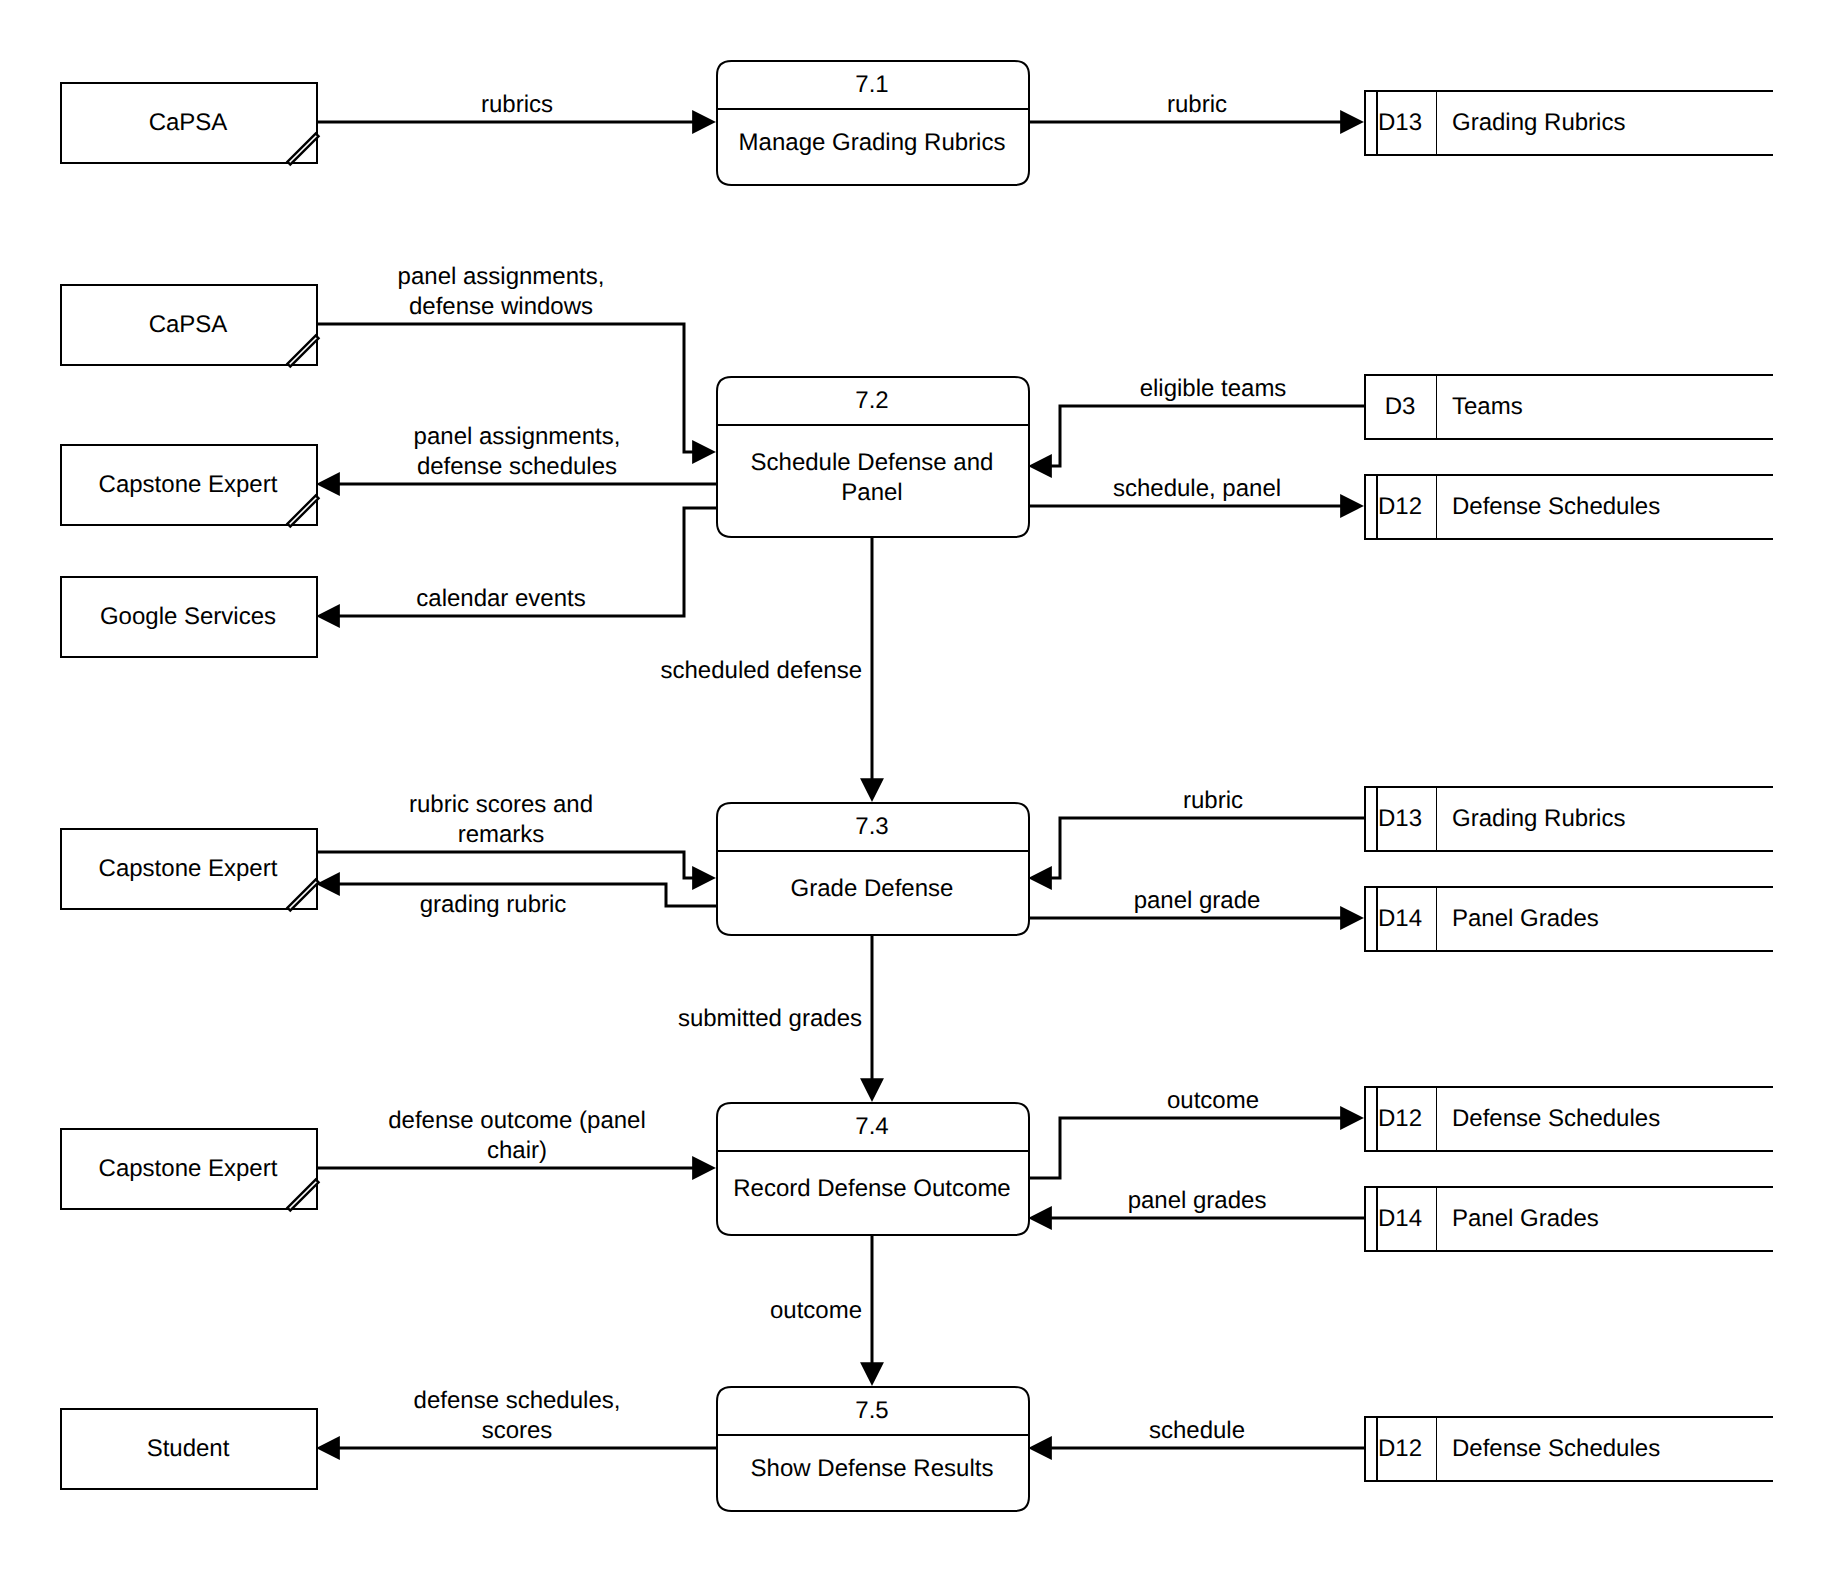 CaPSA
rubrics
7.1
Manage Grading Rubrics
rubric
D13
Grading Rubrics
CaPSA
panel assignments,
defense windows
Capstone Expert
panel assignments,
defense schedules
Google Services
calendar events
7.2
Schedule Defense and
Panel
eligible teams
D3
Teams
schedule, panel
D12
Defense Schedules
scheduled defense
Capstone Expert
rubric scores and
remarks
grading rubric
7.3
Grade Defense
rubric
D13
Grading Rubrics
panel grade
D14
Panel Grades
submitted grades
Capstone Expert
defense outcome (panel
chair)
7.4
Record Defense Outcome
outcome
D12
Defense Schedules
panel grades
D14
Panel Grades
outcome
Student
defense schedules,
scores
7.5
Show Defense Results
schedule
D12
Defense Schedules